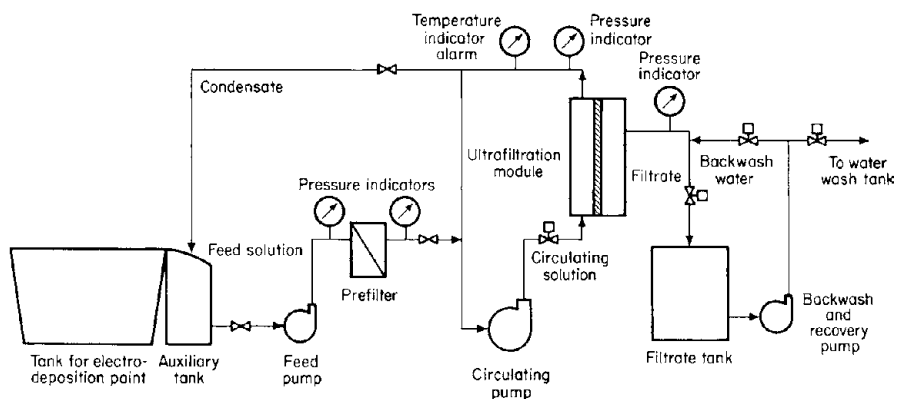 Temperature
indicator
alarm
Pressure
indicator
Pressure
indicator
Condensate
Ultrafiltration
module
Filtrate
Backwash
water
To water
wash tank
Pressure indicators
Feed solution
Prefilter
Circulating
solution
Tank for electro-
deposition paint
Auxiliary
tank
Feed
pump
Circulating
pump
Filtrate tank
Backwash
and
recovery
pump